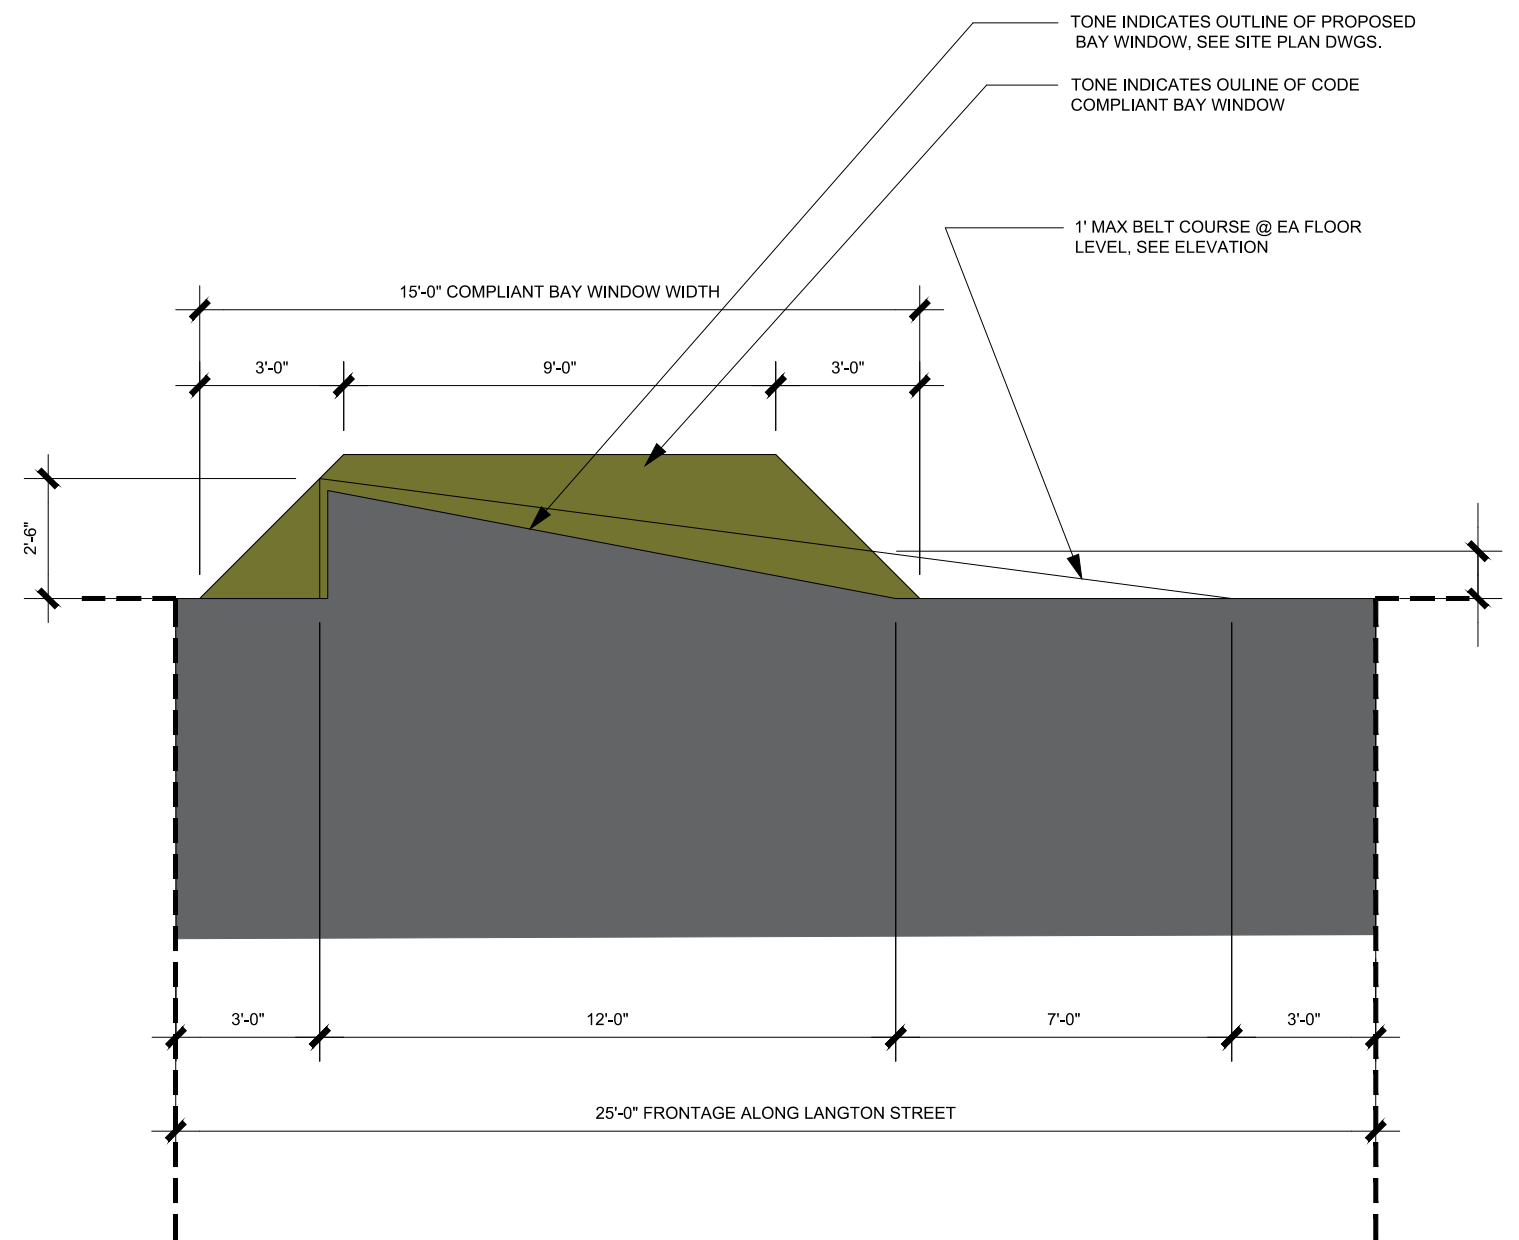 TONE INDICATES OUTLINE OF PROPOSED
BAY WINDOW, SEE SITE PLAN DWGS.
TONE INDICATES OULINE OF CODE
COMPLIANT BAY WINDOW
1' MAX BELT COURSE @ EA FLOOR
LEVEL, SEE ELEVATION
15'-0" COMPLIANT BAY WINDOW WIDTH
3'-0"
9'-0"
3'-0"
2'-6"
3'-0"
12'-0"
7'-0"
3'-0"
25'-0" FRONTAGE ALONG LANGTON STREET